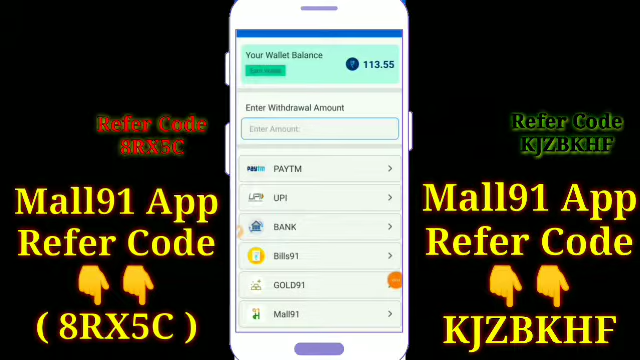 Refer Code
8RX5C
Mall91 App
Refer Code
👇👇
( 8RX5C )
Your Wallet Balance
113.55
Enter Withdrawal Amount
Enter Amount:
PAYTM
UPI
BANK
Bills91
GOLD91
Mall91
Refer Code
KJZBKHF
Mall91 App
Refer Code
👇👇
KJZBKHF